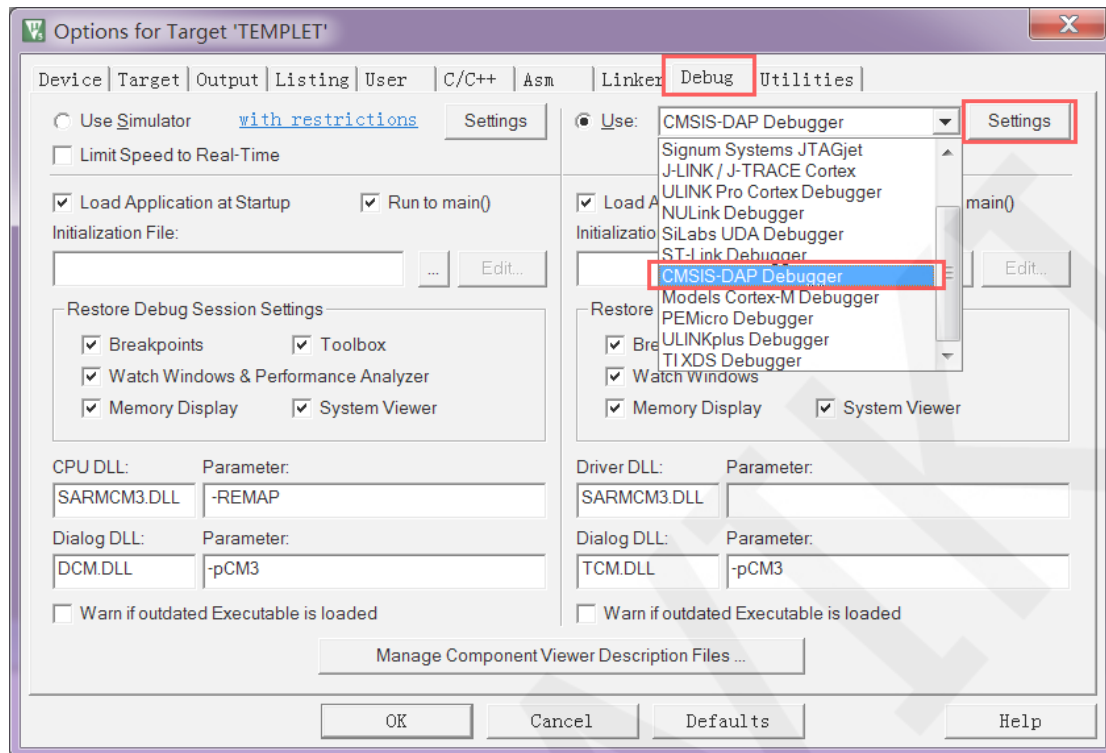 Options for Target 'TEMPLET'
Device Target Output Listing User C/C++ Asm Linker Debug Utilities
Use Simulator with restrictions Settings
Use: CMSIS-DAP Debugger Settings
Limit Speed to Real-Time
Signum Systems JTAGjet
J-LINK / J-TRACE Cortex
ULINK Pro Cortex Debugger
NULink Debugger
SiLabs UDA Debugger
ST-Link Debugger
CMSIS-DAP Debugger
Models Cortex-M Debugger
PEMicro Debugger
ULINKplus Debugger
TI XDS Debugger
Load Application at Startup Run to main()
Load A main()
Initialization File:
Initializatio
... Edit...
Edit...
Restore Debug Session Settings
Breakpoints Toolbox
Watch Windows & Performance Analyzer
Memory Display System Viewer
Restore
Bre
Watch Windows
Memory Display System Viewer
CPU DLL: Parameter:
SARMCM3.DLL -REMAP
Dialog DLL: Parameter:
DCM.DLL -pCM3
Warn if outdated Executable is loaded
Driver DLL: Parameter:
SARMCM3.DLL
Dialog DLL: Parameter:
TCM.DLL -pCM3
Warn if outdated Executable is loaded
Manage Component Viewer Description Files ...
OK Cancel Defaults Help